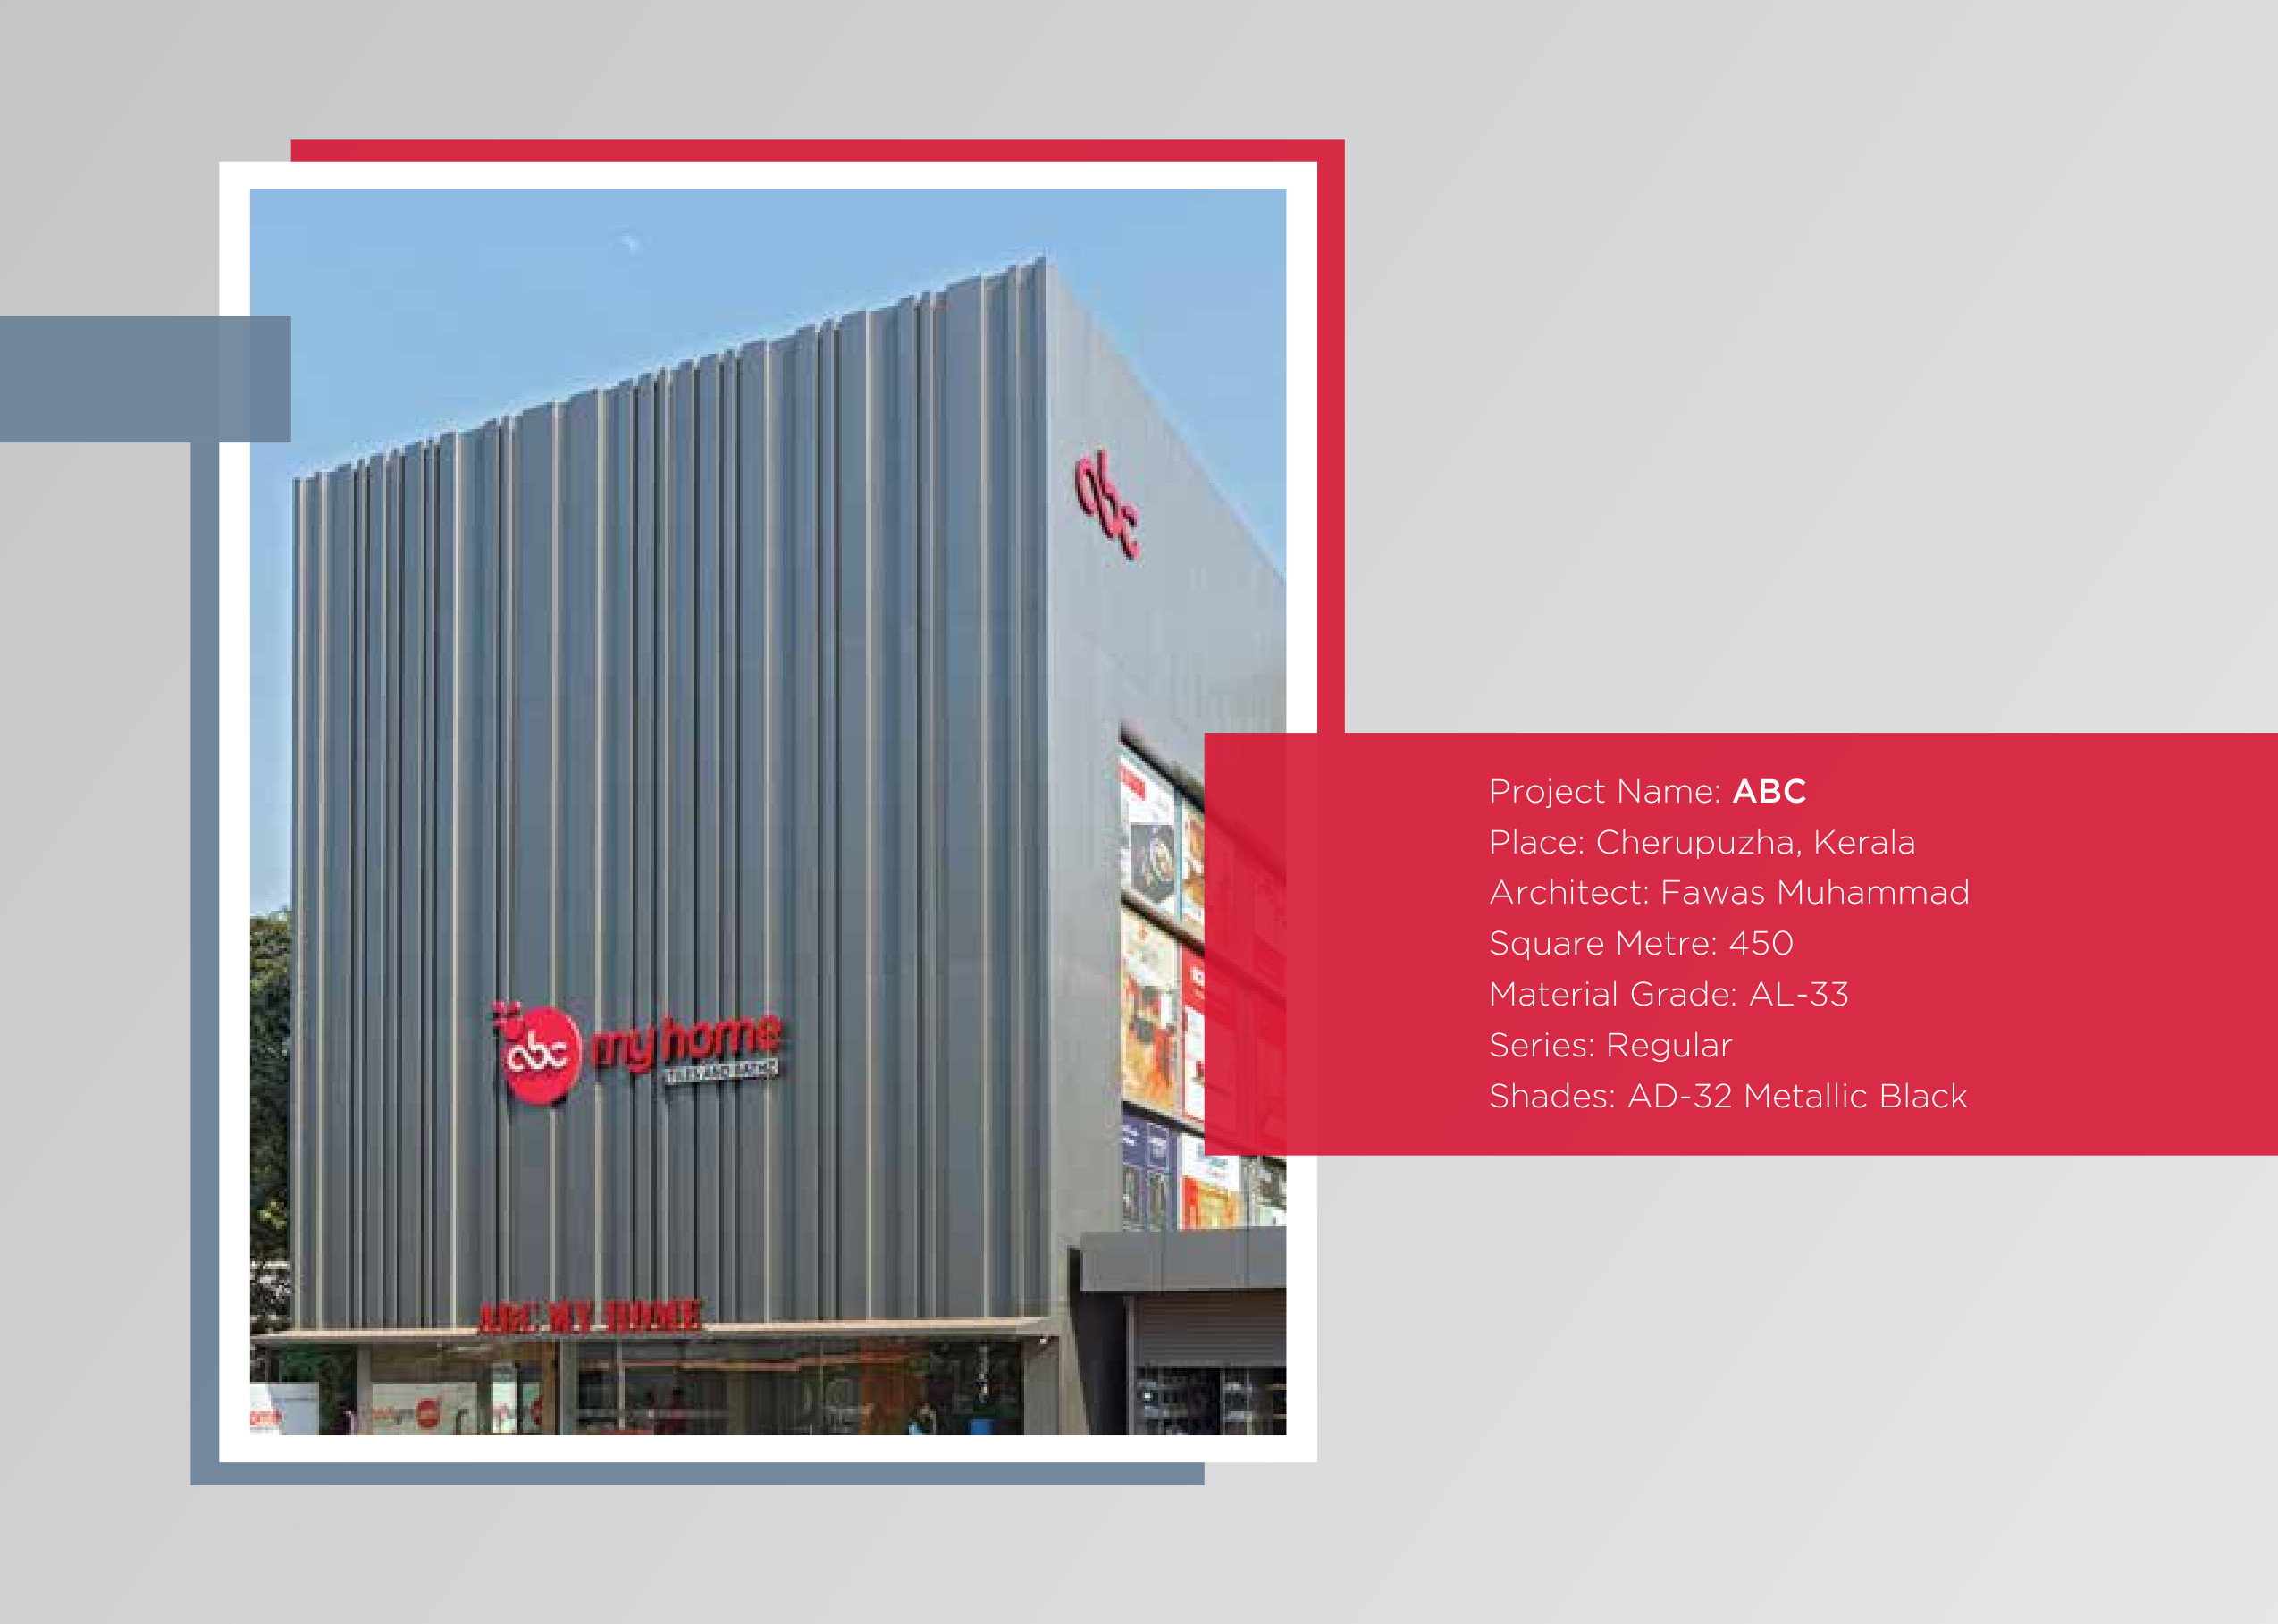 abc
abc my home
TILES AND BATHS
ABC MY HOME
Project Name: ABC
Place: Cherupuzha, Kerala
Architect: Fawas Muhammad
Square Metre: 450
Material Grade: AL-33
Series: Regular
Shades: AD-32 Metallic Black